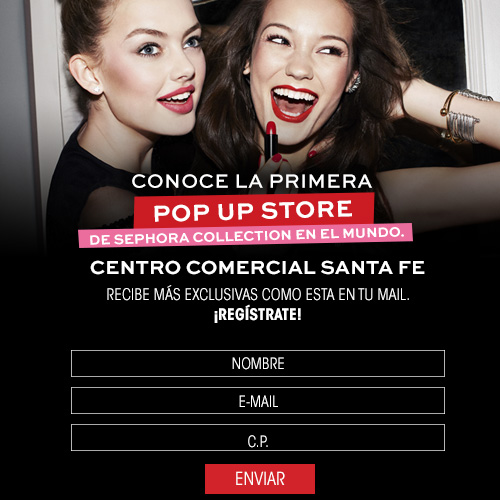 CONOCE LA PRIMERA
POP UP STORE
DE SEPHORA COLLECTION EN EL MUNDO.
CENTRO COMERCIAL SANTA FE
RECIBE MÁS EXCLUSIVAS COMO ESTA EN TU MAIL.
¡REGÍSTRATE!
NOMBRE
E-MAIL
C.P.
ENVIAR